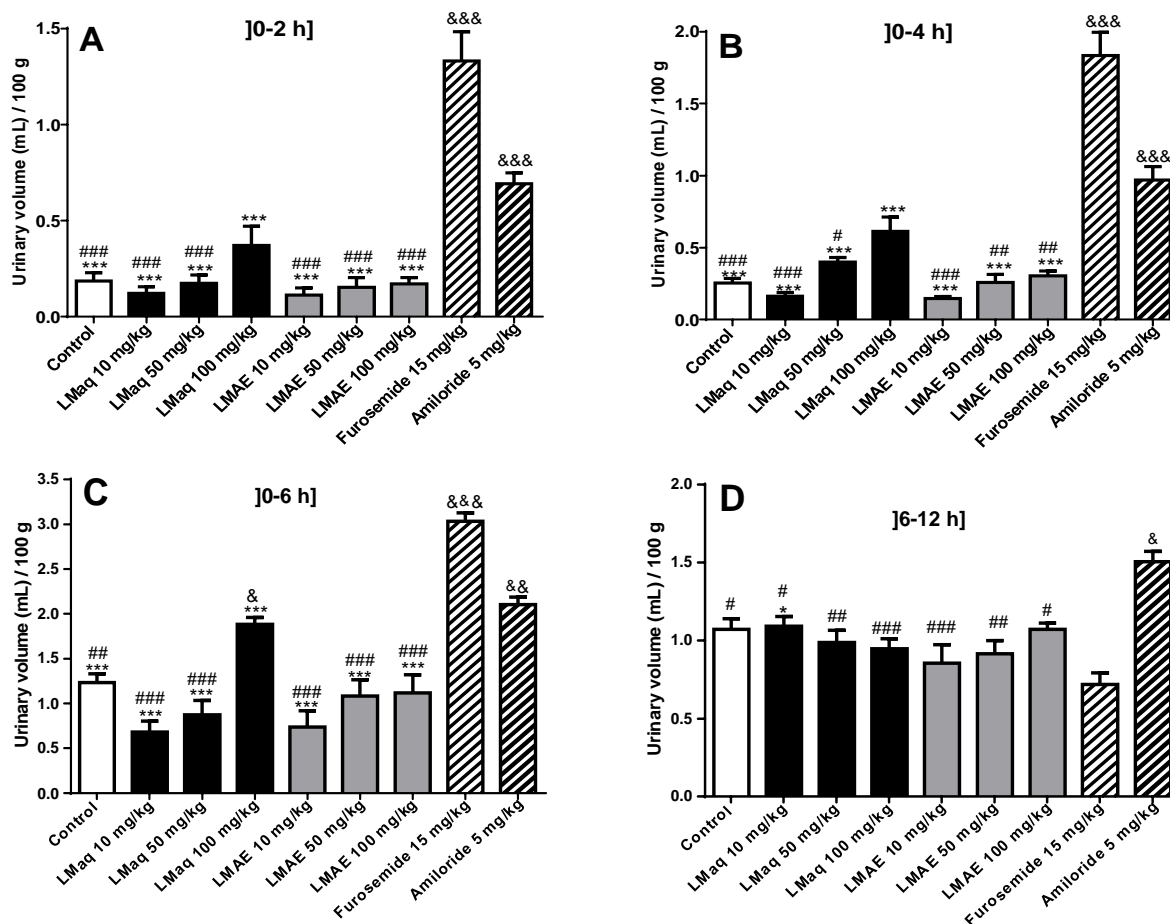 A
]0-2 h]
Urinary volume (mL) / 100 g
1.5
1.0
0.5
0.0
### *** 
### ***
### ***
***
### ***
### ***
### ***
&&&
&&&
Control
LMaq 10 mg/kg
LMaq 50 mg/kg
LMaq 100 mg/kg
LMAE 10 mg/kg
LMAE 50 mg/kg
LMAE 100 mg/kg
Furosemide 15 mg/kg
Amiloride 5 mg/kg
B
]0-4 h]
Urinary volume (mL) / 100 g
2.0
1.5
1.0
0.5
0.0
### ***
### ***
# ***
***
### ***
## ***
## ***
&&&
&&&
Control
LMaq 10 mg/kg
LMaq 50 mg/kg
LMaq 100 mg/kg
LMAE 10 mg/kg
LMAE 50 mg/kg
LMAE 100 mg/kg
Furosemide 15 mg/kg
Amiloride 5 mg/kg
C
]0-6 h]
Urinary volume (mL) / 100 g
3.5
3.0
2.5
2.0
1.5
1.0
0.5
0.0
## ***
### ***
### ***
& ***
### ***
### ***
### ***
&&&
&&
Control
LMaq 10 mg/kg
LMaq 50 mg/kg
LMaq 100 mg/kg
LMAE 10 mg/kg
LMAE 50 mg/kg
LMAE 100 mg/kg
Furosemide 15 mg/kg
Amiloride 5 mg/kg
D
]6-12 h]
Urinary volume (mL) / 100 g
2.0
1.5
1.0
0.5
0.0
#
# *
##
###
###
##
#
&
Control
LMaq 10 mg/kg
LMaq 50 mg/kg
LMaq 100 mg/kg
LMAE 10 mg/kg
LMAE 50 mg/kg
LMAE 100 mg/kg
Furosemide 15 mg/kg
Amiloride 5 mg/kg